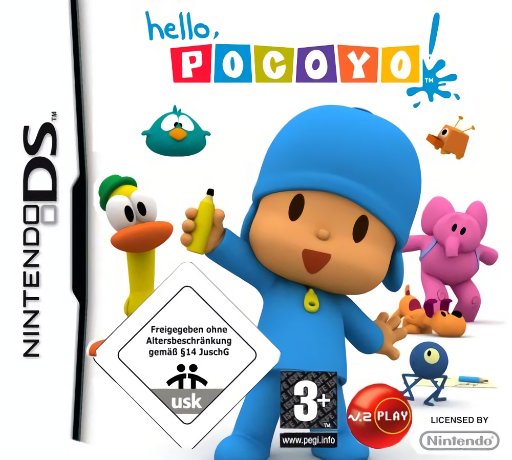 hello,
POCOYO!™
NINTENDO DS™
Freigegeben ohne
Altersbeschränkung
gemäß §14 JuschG
usk
3+
™
www.pegi.info
V.2 PLAY
LICENSED BY
Nintendo